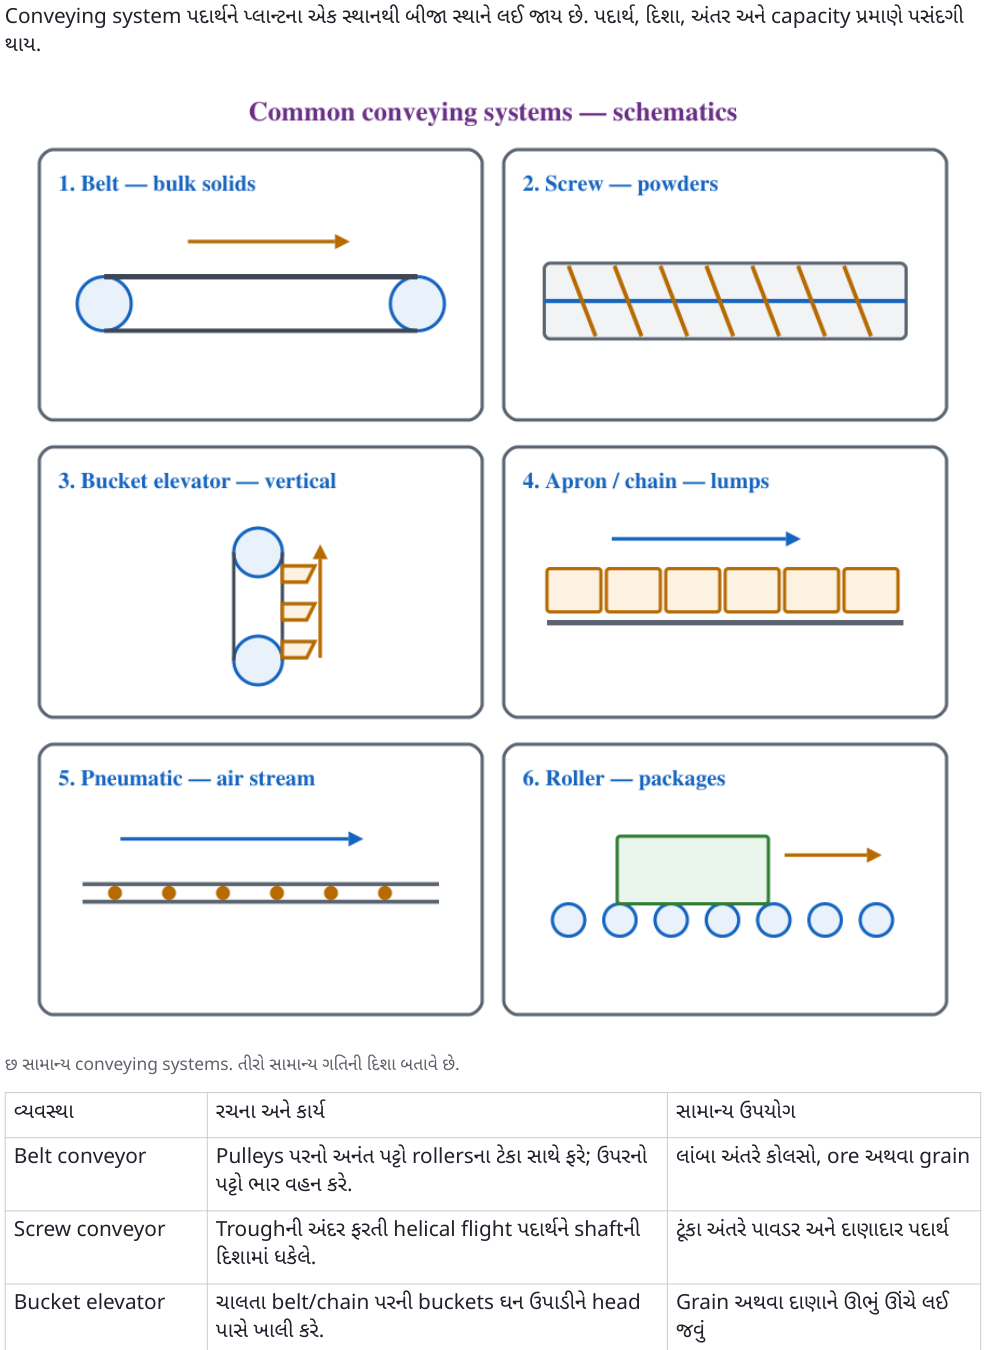 Conveying system પદાર્થને પ્લાન્ટના એક સ્થાનથી બીજા સ્થાને લઈ જાય છે. પદાર્થ, દિશા, અંતર અને capacity પ્રમાણે પસંદગી
થાય.
Common conveying systems — schematics
1. Belt — bulk solids
2. Screw — powders
3. Bucket elevator — vertical
4. Apron / chain — lumps
5. Pneumatic — air stream
6. Roller — packages
છ સામાન્ય conveying systems. તીરો સામાન્ય ગતિની દિશા બતાવે છે.
વ્યવસ્થા
રચના અને કાર્ય
સામાન્ય ઉપયોગ
Belt conveyor
Pulleys પરનો અનંત પટ્ટો rollersના ટેકા સાથે ફરે; ઉપરનો
પટ્ટો ભાર વહન કરે.
લાંબા અંતરે કોલસો, ore અથવા grain
Screw conveyor
Troughની અંદર ફરતી helical flight પદાર્થને shaftની
દિશામાં ધકેલે.
ટૂંકા અંતરે પાવડર અને દાણાદાર પદાર્થ
Bucket elevator
ચાલતા belt/chain પરની buckets ઘન ઉપાડીને head
પાસે ખાલી કરે.
Grain અથવા દાણાને ઊભું ઊંચે લઈ
જવું